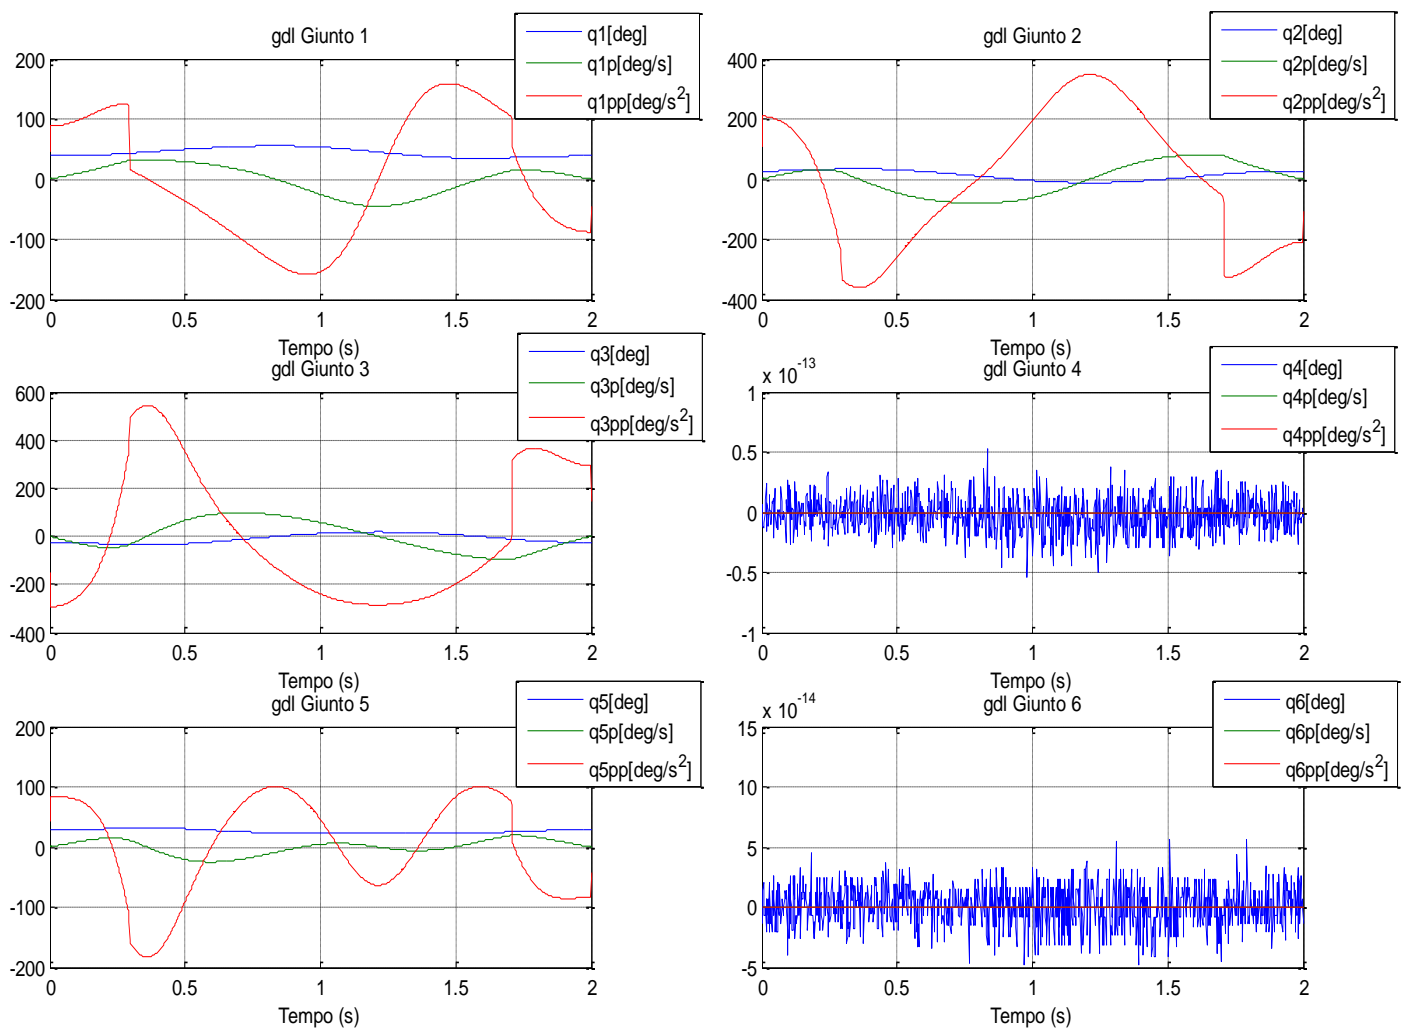 gdl Giunto 1
q1[deg]
q1p[deg/s]
q1pp[deg/s²]
200
100
0
-100
-200
0 0.5 1 1.5 2
Tempo (s)
gdl Giunto 2
q2[deg]
q2p[deg/s]
q2pp[deg/s²]
400
200
0
-200
-400
0 0.5 1 1.5 2
Tempo (s)
gdl Giunto 3
q3[deg]
q3p[deg/s]
q3pp[deg/s²]
600
400
200
0
-200
-400
0 0.5 1 1.5 2
Tempo (s)
x 10⁻¹³
gdl Giunto 4
q4[deg]
q4p[deg/s]
q4pp[deg/s²]
1
0.5
0
-0.5
-1
0 0.5 1 1.5 2
Tempo (s)
gdl Giunto 5
q5[deg]
q5p[deg/s]
q5pp[deg/s²]
200
100
0
-100
-200
0 0.5 1 1.5 2
Tempo (s)
x 10⁻¹⁴
gdl Giunto 6
q6[deg]
q6p[deg/s]
q6pp[deg/s²]
15
10
5
0
-5
0 0.5 1 1.5 2
Tempo (s)